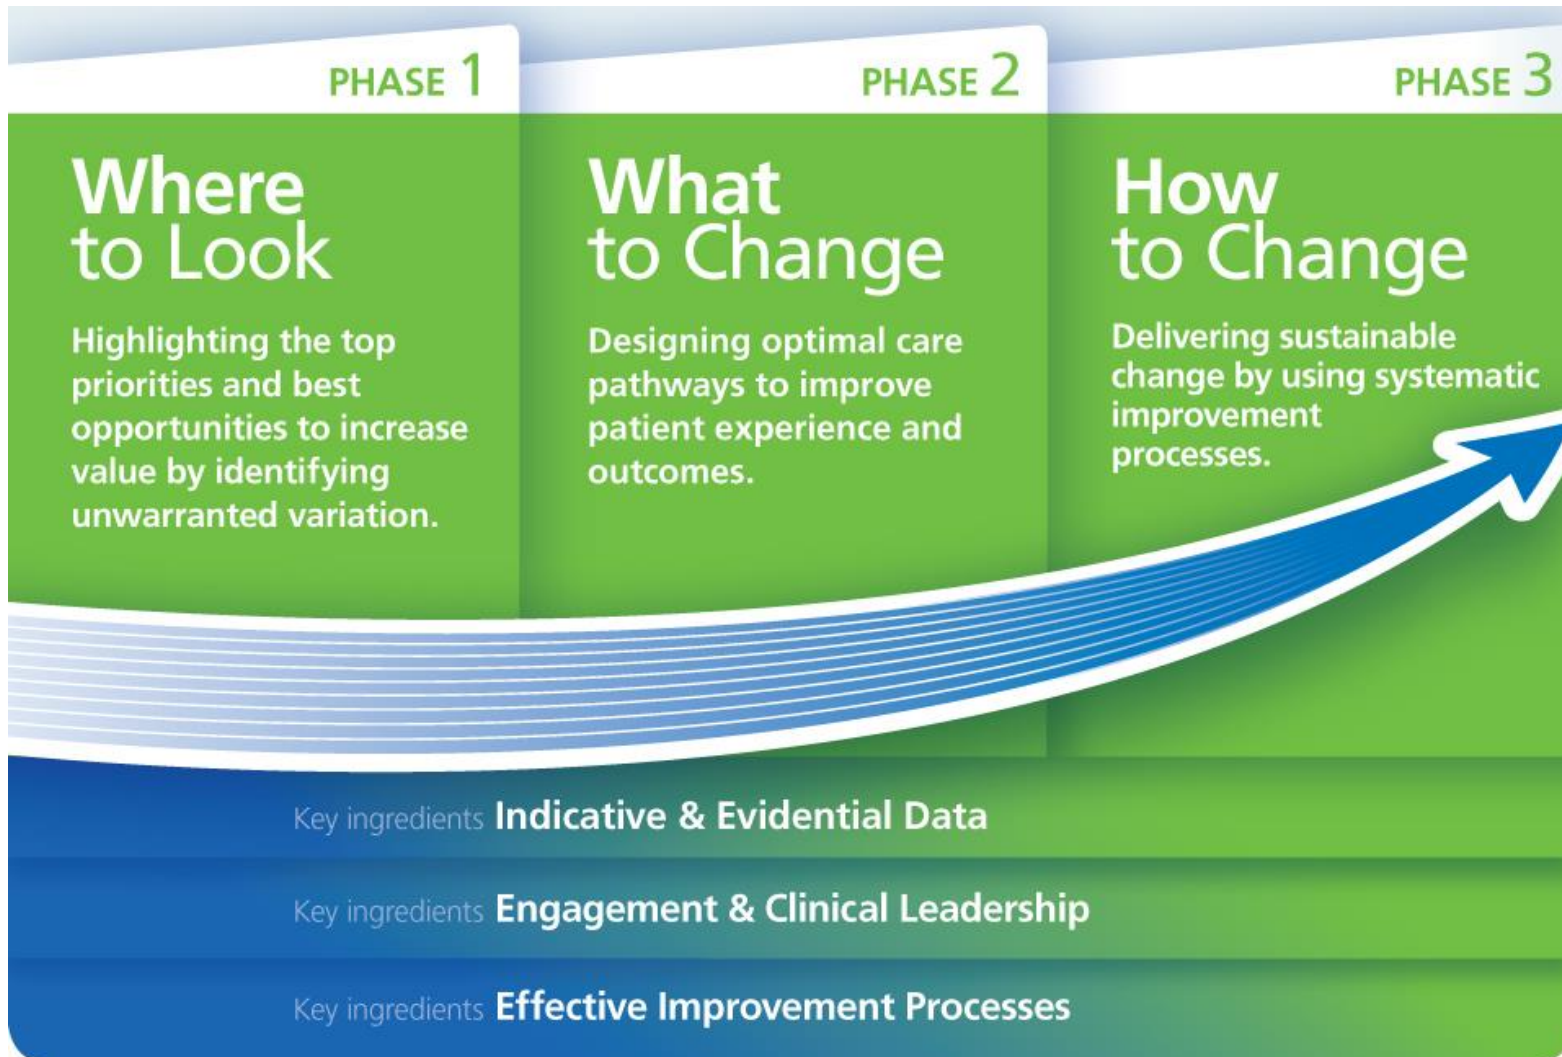 PHASE 1
Where
to Look
Highlighting the top
priorities and best
opportunities to increase
value by identifying
unwarranted variation.
PHASE 2
What
to Change
Designing optimal care
pathways to improve
patient experience and
outcomes.
PHASE 3
How
to Change
Delivering sustainable
change by using systematic
improvement
processes.
Key ingredients Indicative & Evidential Data
Key ingredients Engagement & Clinical Leadership
Key ingredients Effective Improvement Processes